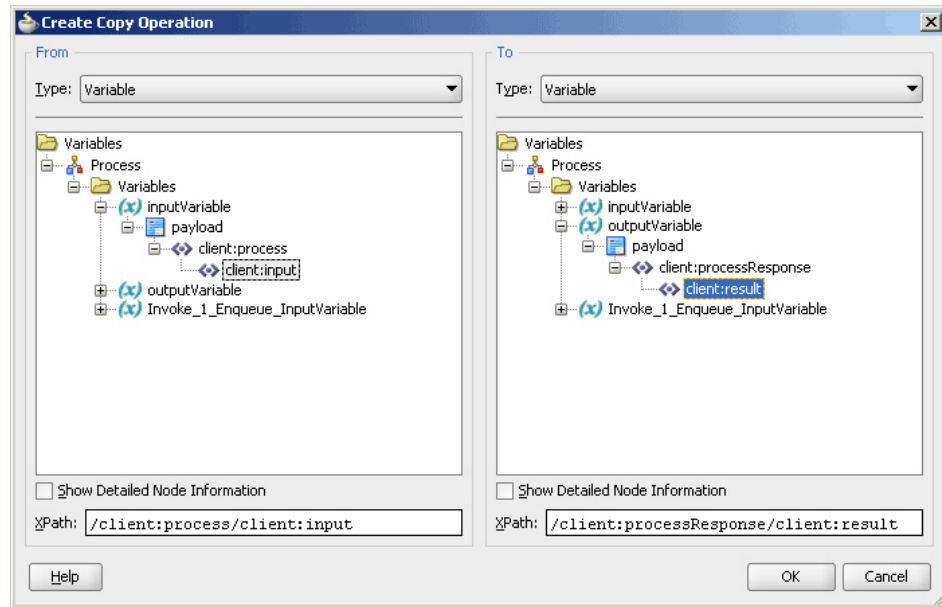 Create Copy Operation
From
Type: Variable
Variables
Process
Variables
(x) inputVariable
payload
client:process
client:input
(x) outputVariable
(x) Invoke_1_Enqueue_InputVariable
Show Detailed Node Information
XPath: /client:process/client:input
To
Type: Variable
Variables
Process
Variables
(x) inputVariable
(x) outputVariable
payload
client:processResponse
client:result
(x) Invoke_1_Enqueue_InputVariable
Show Detailed Node Information
XPath: /client:processResponse/client:result
Help
OK
Cancel